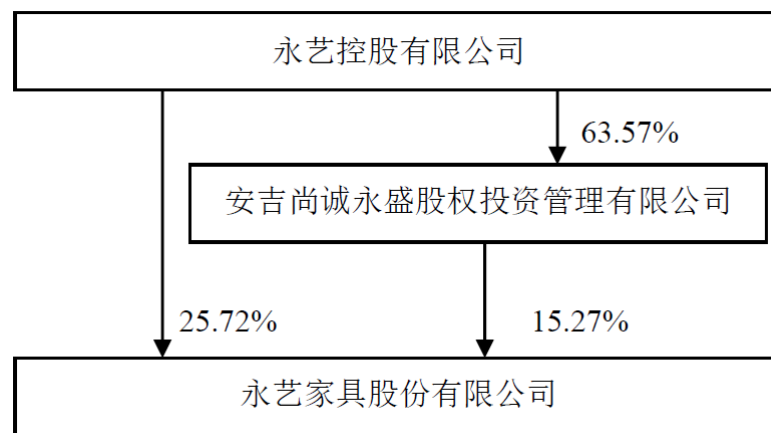 永艺控股有限公司
63.57%
安吉尚诚永盛股权投资管理有限公司
25.72%
15.27%
永艺家具股份有限公司